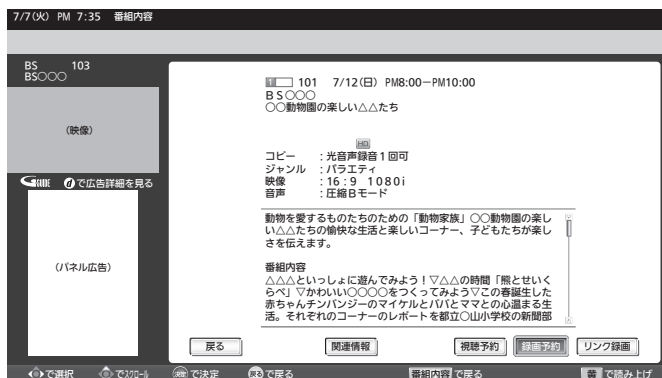 7/7(火) PM 7:35 番組内容
BS 103
BS○○○
(映像)
GUIDE dで広告詳細を見る
(パネル広告)
1 101 7/12(日) PM8:00−PM10:00
BS○○○
○○動物園の楽しい△△たち
HD
コピー :光音声録音1回可
ジャンル :バラエティ
映像 :16:9 1080i
音声 :圧縮Bモード
動物を愛するものたちのための「動物家族」○○動物園の楽し
い△△たちの愉快な生活と楽しいコーナー、子どもたちが楽し
さを伝えます。
番組内容
△△△といっしょに遊んでみよう!▽△△の時間「熊とせいく
らべ」▽かわいい○○○○をつくってみよう▽この春誕生した
赤ちゃんチンパンジーのマイケルとパパとママとの心温まる生
活。それぞれのコーナーのレポートを都立○山小学校の新聞部
戻る 関連情報 視聴予約 録画予約 リンク録画
で選択 でスクロール 決定で決定 戻るで戻る 番組内容で戻る 黄で読み上げ